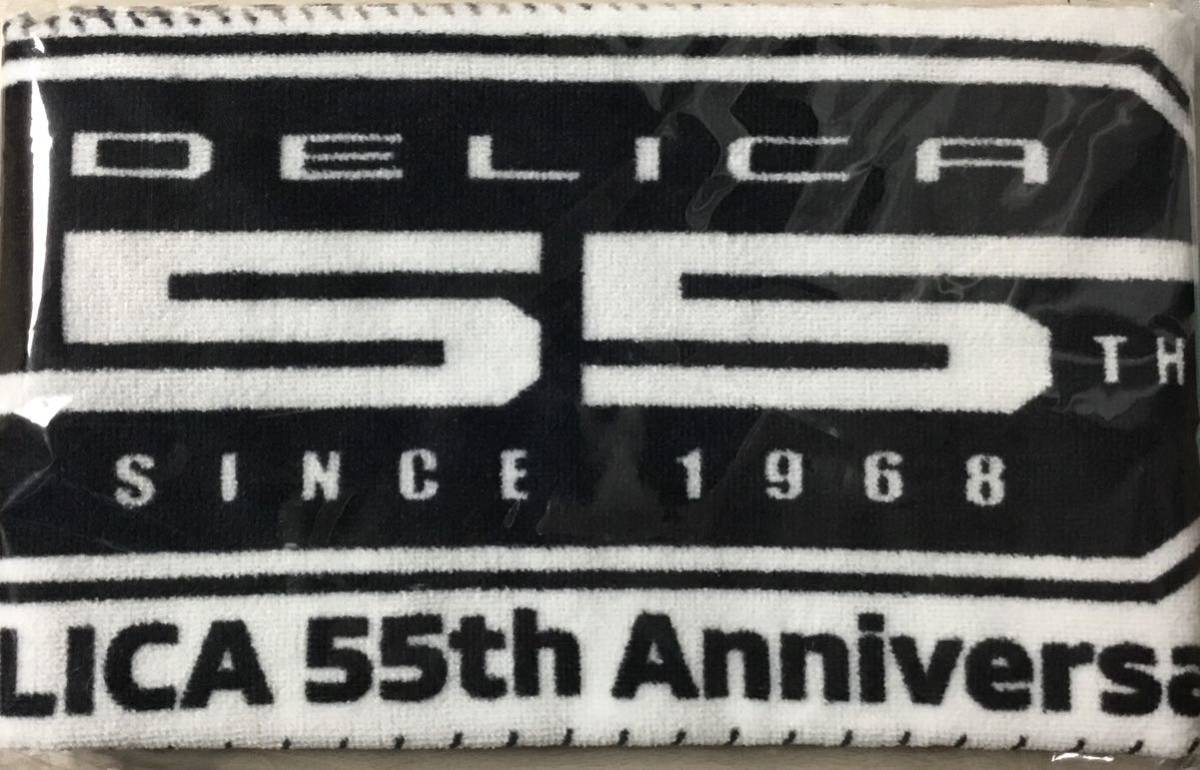 DELICA
55TH
SINCE 1968
LICA 55th Anniversa